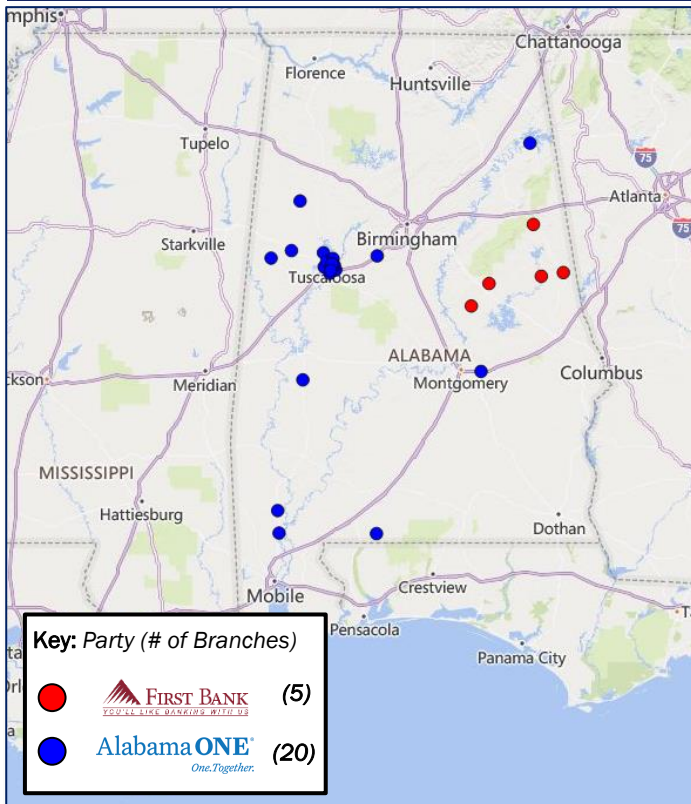 mphis
Chattanooga
Florence
Huntsville
Tupelo
75
Atlanta
75
Starkville
Birmingham
Tuscaloosa
ALABAMA
ckson
Meridian
Montgomery
Columbus
MISSISSIPPI
Hattiesburg
Dothan
Mobile
Crestview
Pensacola
Panama City
Ta
Key: Party (# of Branches)
FIRST BANK (5)
YOU'LL LIKE BANKING WITH US
Alabama ONE® (20)
One.Together.